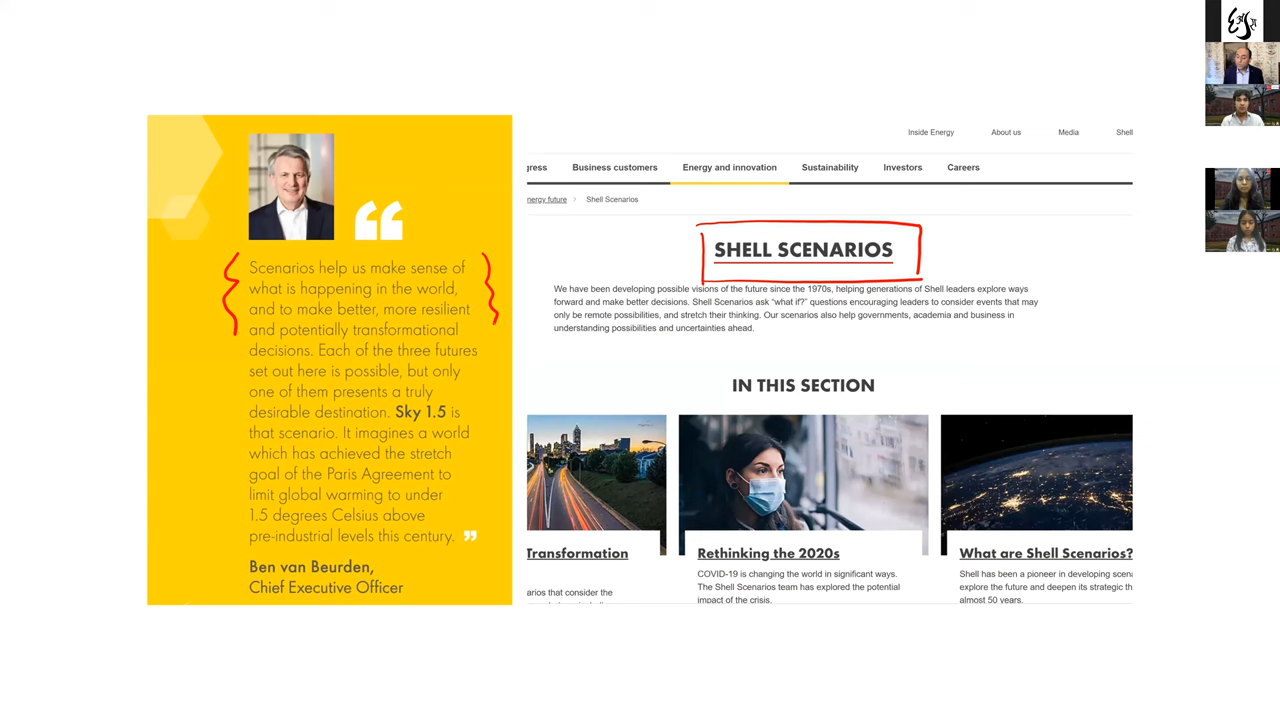 Scenarios help us make sense of
what is happening in the world,
and to make better, more resilient
and potentially transformational
decisions. Each of the three futures
set out here is possible, but only
one of them presents a truly
desirable destination. Sky 1.5 is
that scenario. It imagines a world
which has achieved the stretch
goal of the Paris Agreement to
limit global warming to under
1.5 degrees Celsius above
pre-industrial levels this century. ”
Ben van Beurden,
Chief Executive Officer
Inside Energy About us Media Shell
gress Business customers Energy and innovation Sustainability Investors Careers
nergy future > Shell Scenarios
SHELL SCENARIOS
We have been developing possible visions of the future since the 1970s, helping generations of Shell leaders explore ways
forward and make better decisions. Shell Scenarios ask “what if?” questions encouraging leaders to consider events that may
only be remote possibilities, and stretch their thinking. Our scenarios also help governments, academia and business in
understanding possibilities and uncertainties ahead.
IN THIS SECTION
Transformation
arios that consider the
Rethinking the 2020s
COVID-19 is changing the world in significant ways.
The Shell Scenarios team has explored the potential
impact of the crisis.
What are Shell Scenarios?
Shell has been a pioneer in developing scena
explore the future and deepen its strategic th
almost 50 years.